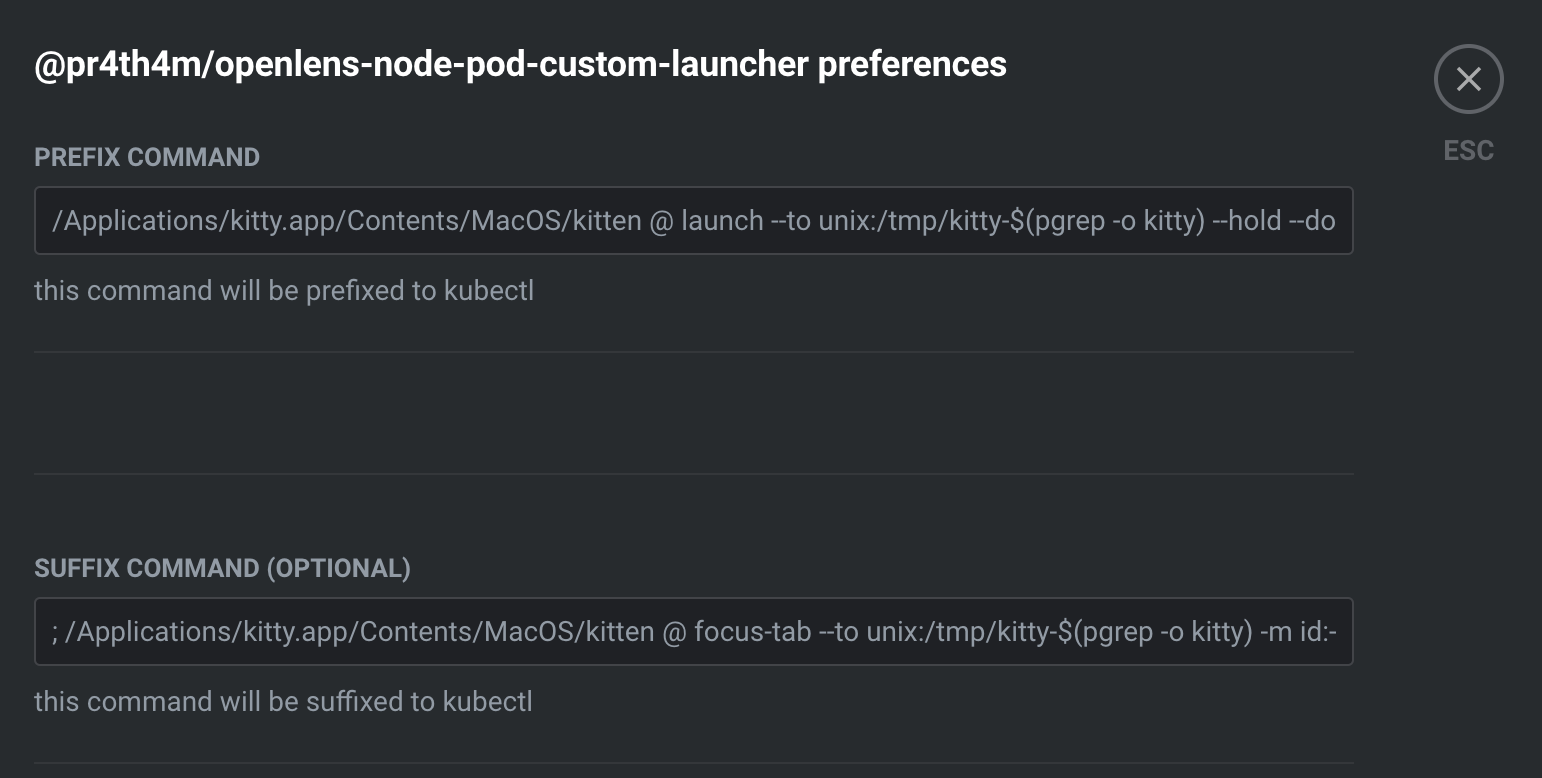 @pr4th4m/openlens-node-pod-custom-launcher preferences
ESC
PREFIX COMMAND
/Applications/kitty.app/Contents/MacOS/kitten @ launch --to unix:/tmp/kitty-$(pgrep -o kitty) --hold --do
this command will be prefixed to kubectl
SUFFIX COMMAND (OPTIONAL)
; /Applications/kitty.app/Contents/MacOS/kitten @ focus-tab --to unix:/tmp/kitty-$(pgrep -o kitty) -m id:-
this command will be suffixed to kubectl